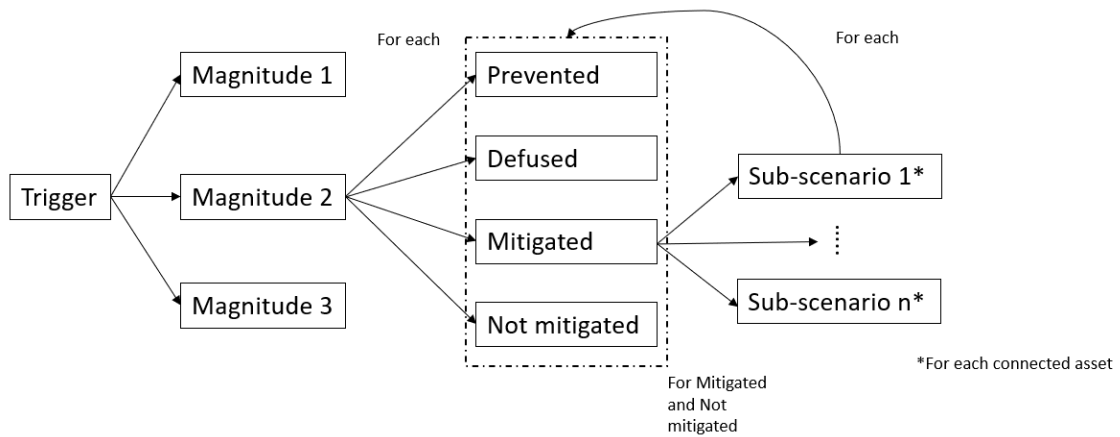 For each
For each
Magnitude 1
Prevented
Defused
Trigger
Magnitude 2
Sub-scenario 1*
Mitigated
Magnitude 3
Sub-scenario n*
Not mitigated
*For each connected asset
For Mitigated
and Not
mitigated